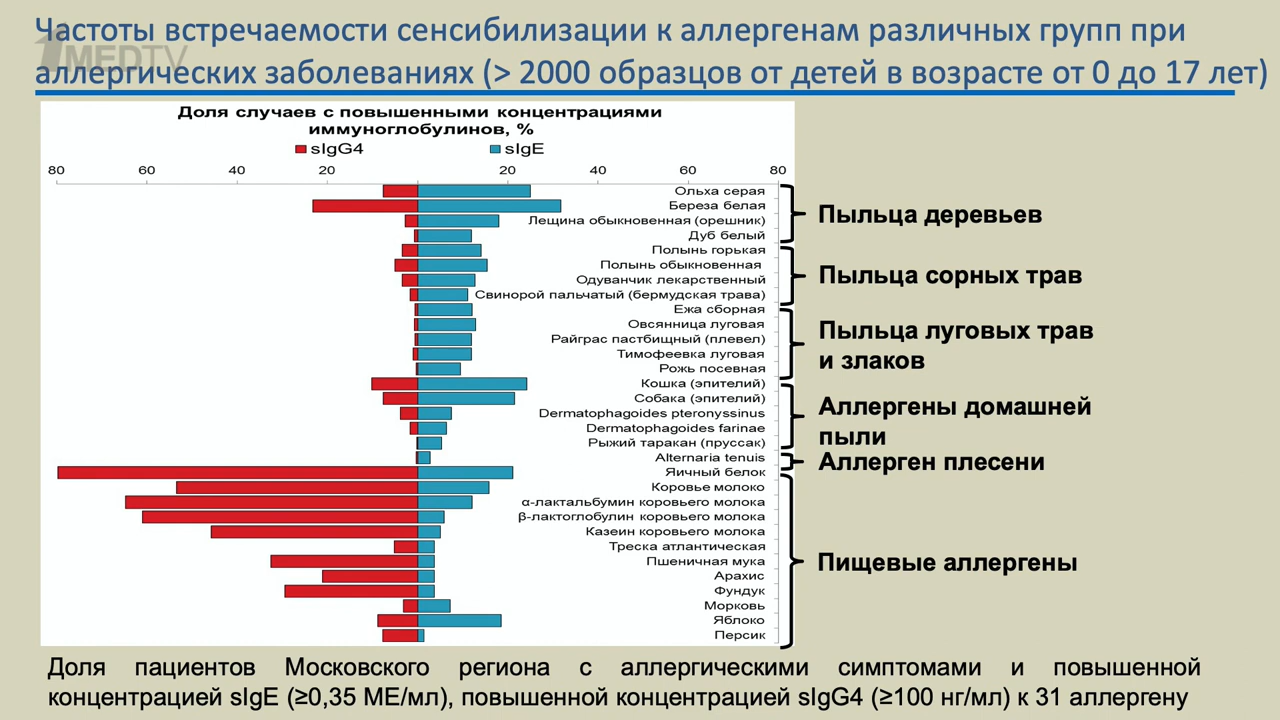 Частоты встречаемости сенсибилизации к аллергенам различных групп при
аллергических заболеваниях (> 2000 образцов от детей в возрасте от 0 до 17 лет)
1MEDTV
Доля случаев с повышенными концентрациями
иммуноглобулинов, %
sIgG4 sIgE
80 60 40 20 20 40 60 80
Ольха серая
Береза белая
Лещина обыкновенная (орешник)
Дуб белый
Полынь горькая
Полынь обыкновенная
Одуванчик лекарственный
Свинорой пальчатый (бермудская трава)
Ежа сборная
Овсянница луговая
Райграс пастбищный (плевел)
Тимофеевка луговая
Рожь посевная
Кошка (эпителий)
Собака (эпителий)
Dermatophagoides pteronyssinus
Dermatophagoides farinae
Рыжий таракан (пруссак)
Alternaria tenuis
Яичный белок
Коровье молоко
α-лактальбумин коровьего молока
β-лактоглобулин коровьего молока
Казеин коровьего молока
Треска атлантическая
Пшеничная мука
Арахис
Фундук
Морковь
Яблоко
Персик
Пыльца деревьев
Пыльца сорных трав
Пыльца луговых трав
и злаков
Аллергены домашней
пыли
Аллерген плесени
Пищевые аллергены
Доля пациентов Московского региона с аллергическими симптомами и повышенной
концентрацией sIgE (≥0,35 МЕ/мл), повышенной концентрацией sIgG4 (≥100 нг/мл) к 31 аллергену